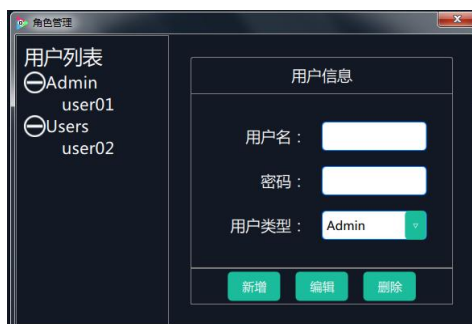 角色管理
用户列表
Admin
user01
Users
user02
用户信息
用户名：
密码：
用户类型： Admin
新增 编辑 删除